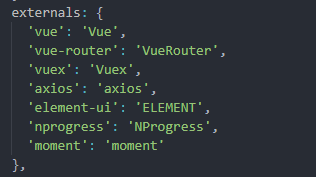 externals: {
'vue': 'Vue',
'vue-router': 'VueRouter',
'vuex': 'Vuex',
'axios': 'axios',
'element-ui': 'ELEMENT',
'nprogress': 'NProgress',
'moment': 'moment'
},